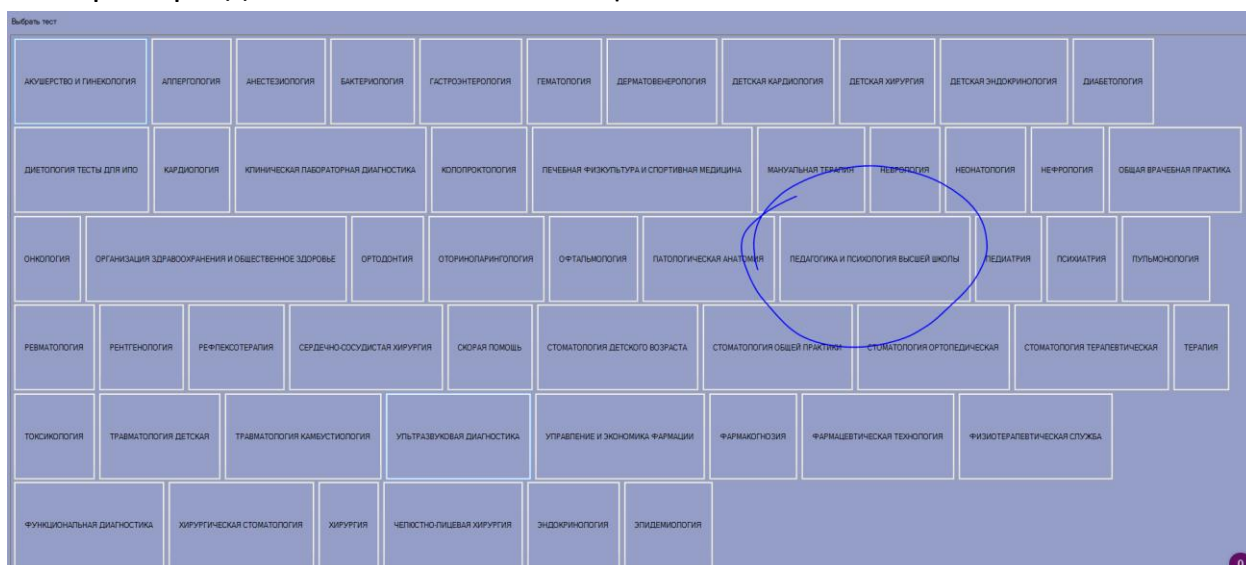 Выбрать тест
АКУШЕРСТВО И ГИНЕКОЛОГИЯ АЛЛЕРГОЛОГИЯ АНЕСТЕЗИОЛОГИЯ БАКТЕРИОЛОГИЯ ГАСТРОЭНТЕРОЛОГИЯ ГЕМАТОЛОГИЯ ДЕРМАТОВЕНЕРОЛОГИЯ ДЕТСКАЯ КАРДИОЛОГИЯ ДЕТСКАЯ ХИРУРГИЯ ДЕТСКАЯ ЭНДОКРИНОЛОГИЯ ДИАБЕТОЛОГИЯ
ДИЕТОЛОГИЯ ТЕСТЫ ДЛЯ ИПО КАРДИОЛОГИЯ КЛИНИЧЕСКАЯ ЛАБОРАТОРНАЯ ДИАГНОСТИКА КОЛОПРОКТОЛОГИЯ ЛЕЧЕБНАЯ ФИЗКУЛЬТУРА И СПОРТИВНАЯ МЕДИЦИНА МАНУАЛЬНАЯ ТЕРАПИЯ НЕВРОЛОГИЯ НЕОНАТОЛОГИЯ НЕФРОЛОГИЯ ОБЩАЯ ВРАЧЕБНАЯ ПРАКТИКА
ОНКОЛОГИЯ ОРГАНИЗАЦИЯ ЗДРАВООХРАНЕНИЯ И ОБЩЕСТВЕННОЕ ЗДОРОВЬЕ ОРТОДОНТИЯ ОТОРИНОЛАРИНГОЛОГИЯ ОФТАЛЬМОЛОГИЯ ПАТОЛОГИЧЕСКАЯ АНАТОМИЯ ПЕДАГОГИКА И ПСИХОЛОГИЯ ВЫСШЕЙ ШКОЛЫ ПЕДИАТРИЯ ПСИХИАТРИЯ ПУЛЬМОНОЛОГИЯ
РЕВМАТОЛОГИЯ РЕНТГЕНОЛОГИЯ РЕФЛЕКСОТЕРАПИЯ СЕРДЕЧНО-СОСУДИСТАЯ ХИРУРГИЯ СКОРАЯ ПОМОЩЬ СТОМАТОЛОГИЯ ДЕТСКОГО ВОЗРАСТА СТОМАТОЛОГИЯ ОБЩЕЙ ПРАКТИКИ СТОМАТОЛОГИЯ ОРТОПЕДИЧЕСКАЯ СТОМАТОЛОГИЯ ТЕРАПЕВТИЧЕСКАЯ ТЕРАПИЯ
ТОКСИКОЛОГИЯ ТРАВМАТОЛОГИЯ ДЕТСКАЯ ТРАВМАТОЛОГИЯ КАМБУСТИОЛОГИЯ УЛЬТРАЗВУКОВАЯ ДИАГНОСТИКА УПРАВЛЕНИЕ И ЭКОНОМИКА ФАРМАЦИИ ФАРМАКОГНОЗИЯ ФАРМАЦЕВТИЧЕСКАЯ ТЕХНОЛОГИЯ ФИЗИОТЕРАПЕВТИЧЕСКАЯ СЛУЖБА
ФУНКЦИОНАЛЬНАЯ ДИАГНОСТИКА ХИРУРГИЧЕСКАЯ СТОМАТОЛОГИЯ ХИРУРГИЯ ЧЕЛЮСТНО-ЛИЦЕВАЯ ХИРУРГИЯ ЭНДОКРИНОЛОГИЯ ЭПИДЕМИОЛОГИЯ